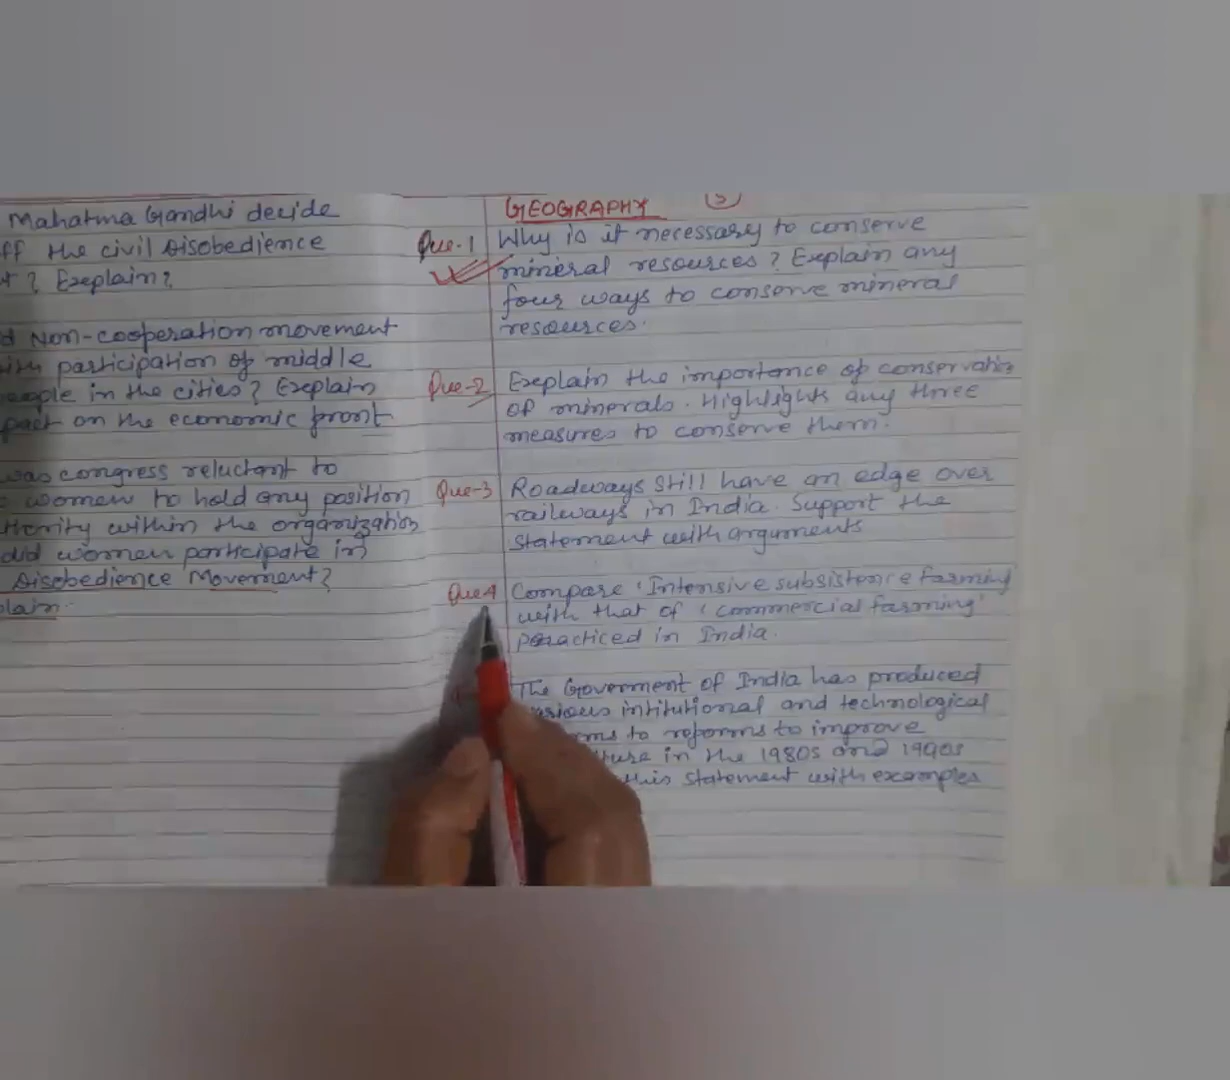 Mahatma Gandhi decide
ff the civil Disobedience
? Explain?
Non-cooperation movement
participation of middle
people in the cities? Explain
on the economic front
was congress reluctant to
women to hold any position
within the organization
did women participate in
Disobedience Movement?
lain.
GEOGRAPHY (5)
Que.1 Why is it necessary to conserve
mineral resources? Explain any
four ways to conserve mineral
resources.
Que-2 Explain the importance of conservation
of minerals. Highlights any three
measures to conserve them.
Que-3 Roadways still have an edge over
railways in India. Support the
statement with arguments
Que4 Compare 'Intensive subsistence farming
with that of 'commercial farming'
practiced in India.
The Goverment of India has produced
intitutional and technological
to reforms to improve
in the 1980s and 1990s
this statement with examples